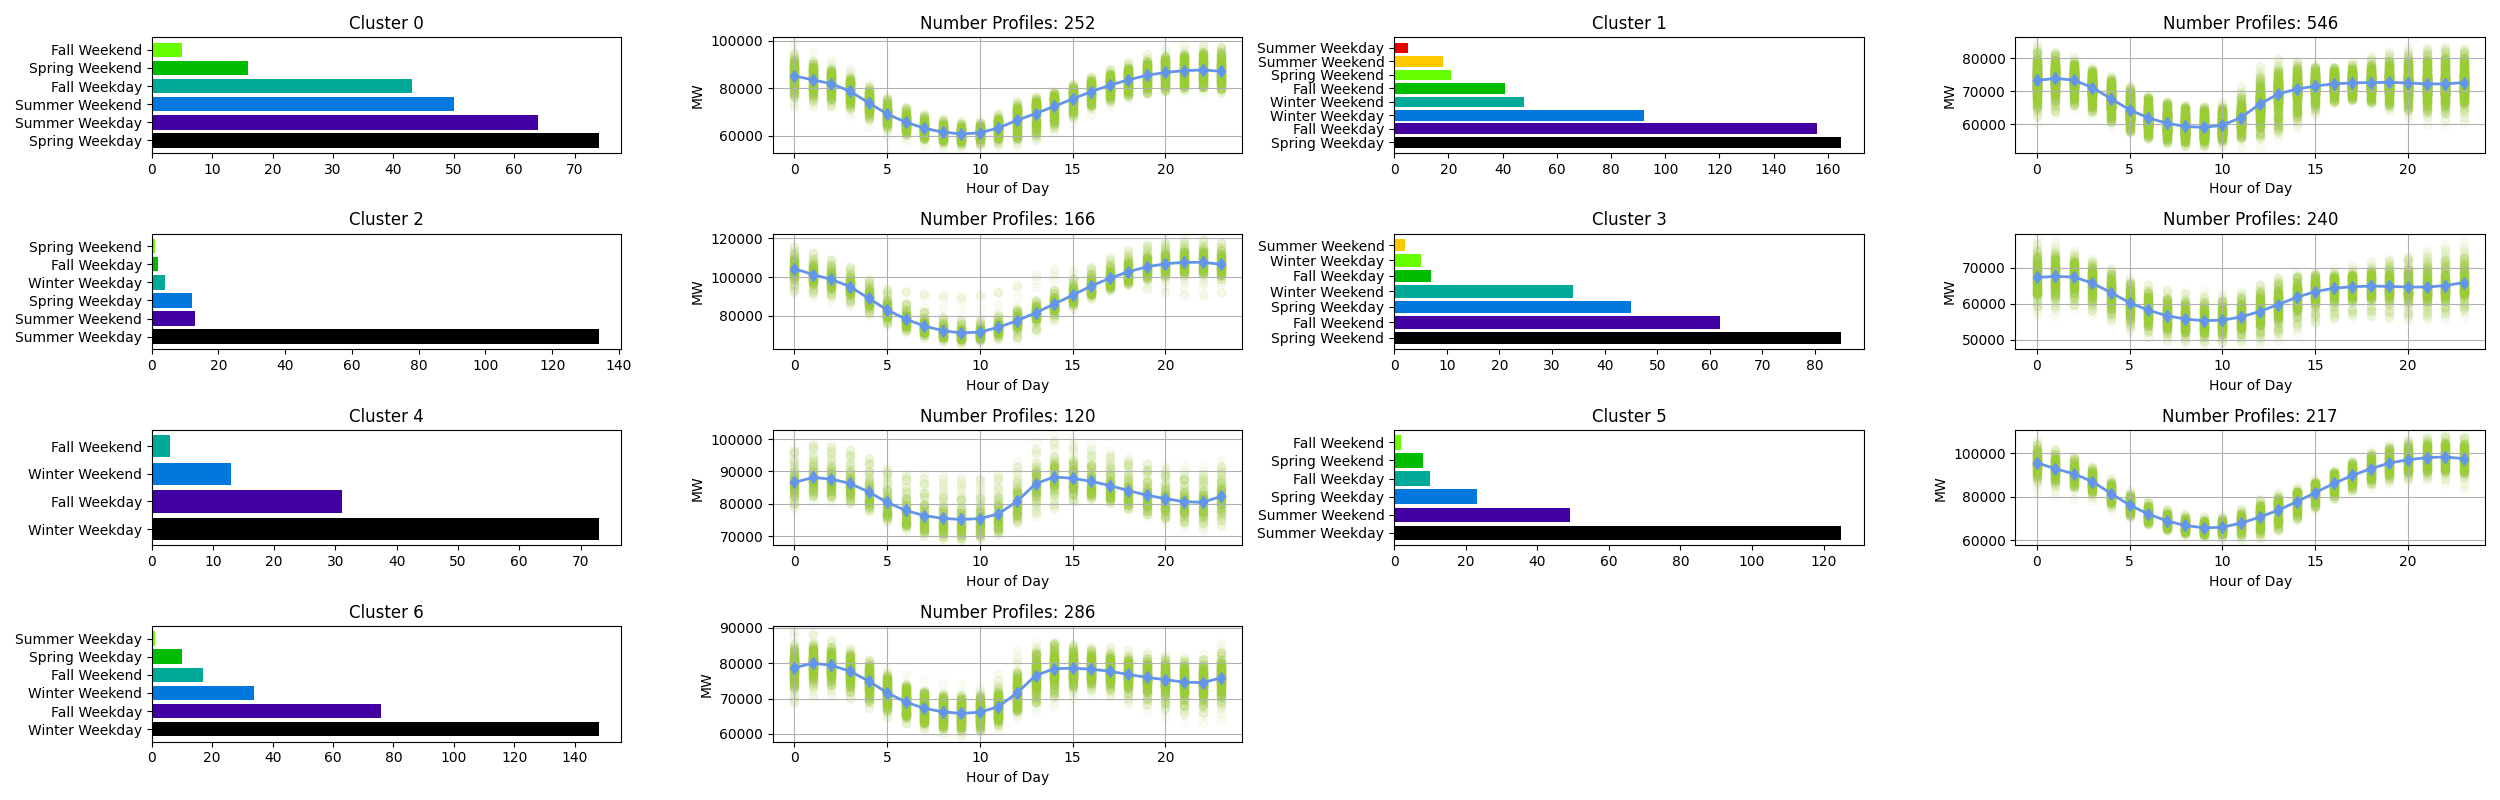 Cluster 0
Fall Weekend
Spring Weekend
Fall Weekday
Summer Weekend
Summer Weekday
Spring Weekday
0 10 20 30 40 50 60 70
Number Profiles: 252
MW
100000
80000
60000
0 5 10 15 20
Hour of Day
Cluster 1
Summer Weekday
Summer Weekend
Spring Weekend
Fall Weekend
Winter Weekend
Winter Weekday
Fall Weekday
Spring Weekday
0 20 40 60 80 100 120 140 160
Number Profiles: 546
MW
80000
70000
60000
0 5 10 15 20
Hour of Day
Cluster 2
Spring Weekend
Fall Weekday
Winter Weekday
Spring Weekday
Summer Weekend
Summer Weekday
0 20 40 60 80 100 120 140
Number Profiles: 166
MW
120000
100000
80000
0 5 10 15 20
Hour of Day
Cluster 3
Summer Weekend
Winter Weekday
Fall Weekday
Winter Weekend
Spring Weekday
Fall Weekend
Spring Weekend
0 10 20 30 40 50 60 70 80
Number Profiles: 240
MW
70000
60000
50000
0 5 10 15 20
Hour of Day
Cluster 4
Fall Weekend
Winter Weekend
Fall Weekday
Winter Weekday
0 10 20 30 40 50 60 70
Number Profiles: 120
MW
100000
90000
80000
70000
0 5 10 15 20
Hour of Day
Cluster 5
Fall Weekend
Spring Weekend
Fall Weekday
Spring Weekday
Summer Weekend
Summer Weekday
0 20 40 60 80 100 120
Number Profiles: 217
MW
100000
80000
60000
0 5 10 15 20
Hour of Day
Cluster 6
Summer Weekday
Spring Weekday
Fall Weekend
Winter Weekend
Fall Weekday
Winter Weekday
0 20 40 60 80 100 120 140
Number Profiles: 286
MW
90000
80000
70000
60000
0 5 10 15 20
Hour of Day